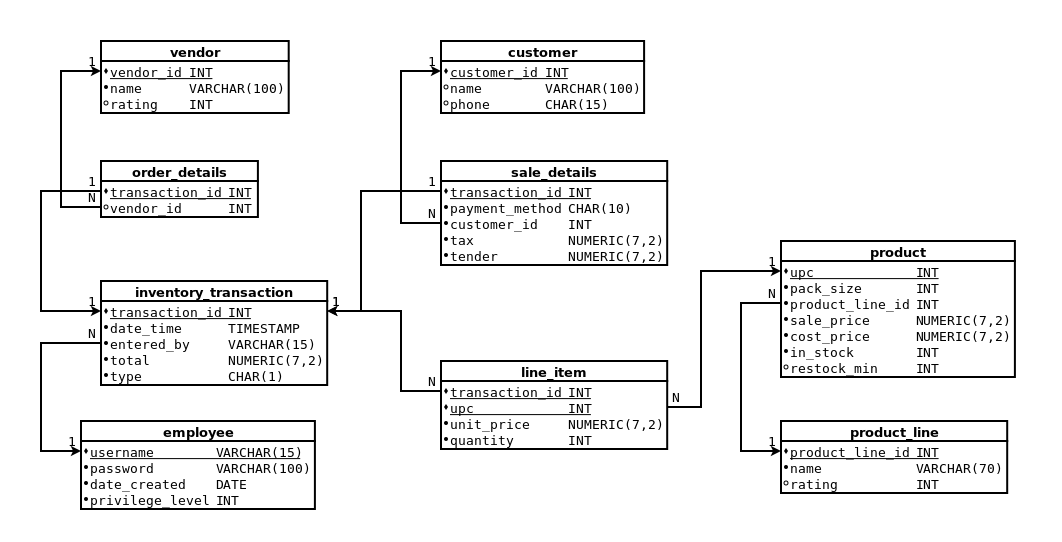 vendor
vendor_id INT
name VARCHAR(100)
rating INT
1
order_details
transaction_id INT
vendor_id INT
1
N
inventory_transaction
transaction_id INT
date_time TIMESTAMP
entered_by VARCHAR(15)
total NUMERIC(7,2)
type CHAR(1)
1
N
1
employee
username VARCHAR(15)
password VARCHAR(100)
date_created DATE
privilege_level INT
1
customer
customer_id INT
name VARCHAR(100)
phone CHAR(15)
1
sale_details
transaction_id INT
payment_method CHAR(10)
customer_id INT
tax NUMERIC(7,2)
tender NUMERIC(7,2)
1
N
line_item
transaction_id INT
upc INT
unit_price NUMERIC(7,2)
quantity INT
N
N
product
upc INT
pack_size INT
product_line_id INT
sale_price NUMERIC(7,2)
cost_price NUMERIC(7,2)
in_stock INT
restock_min INT
1
N
product_line
product_line_id INT
name VARCHAR(70)
rating INT
1